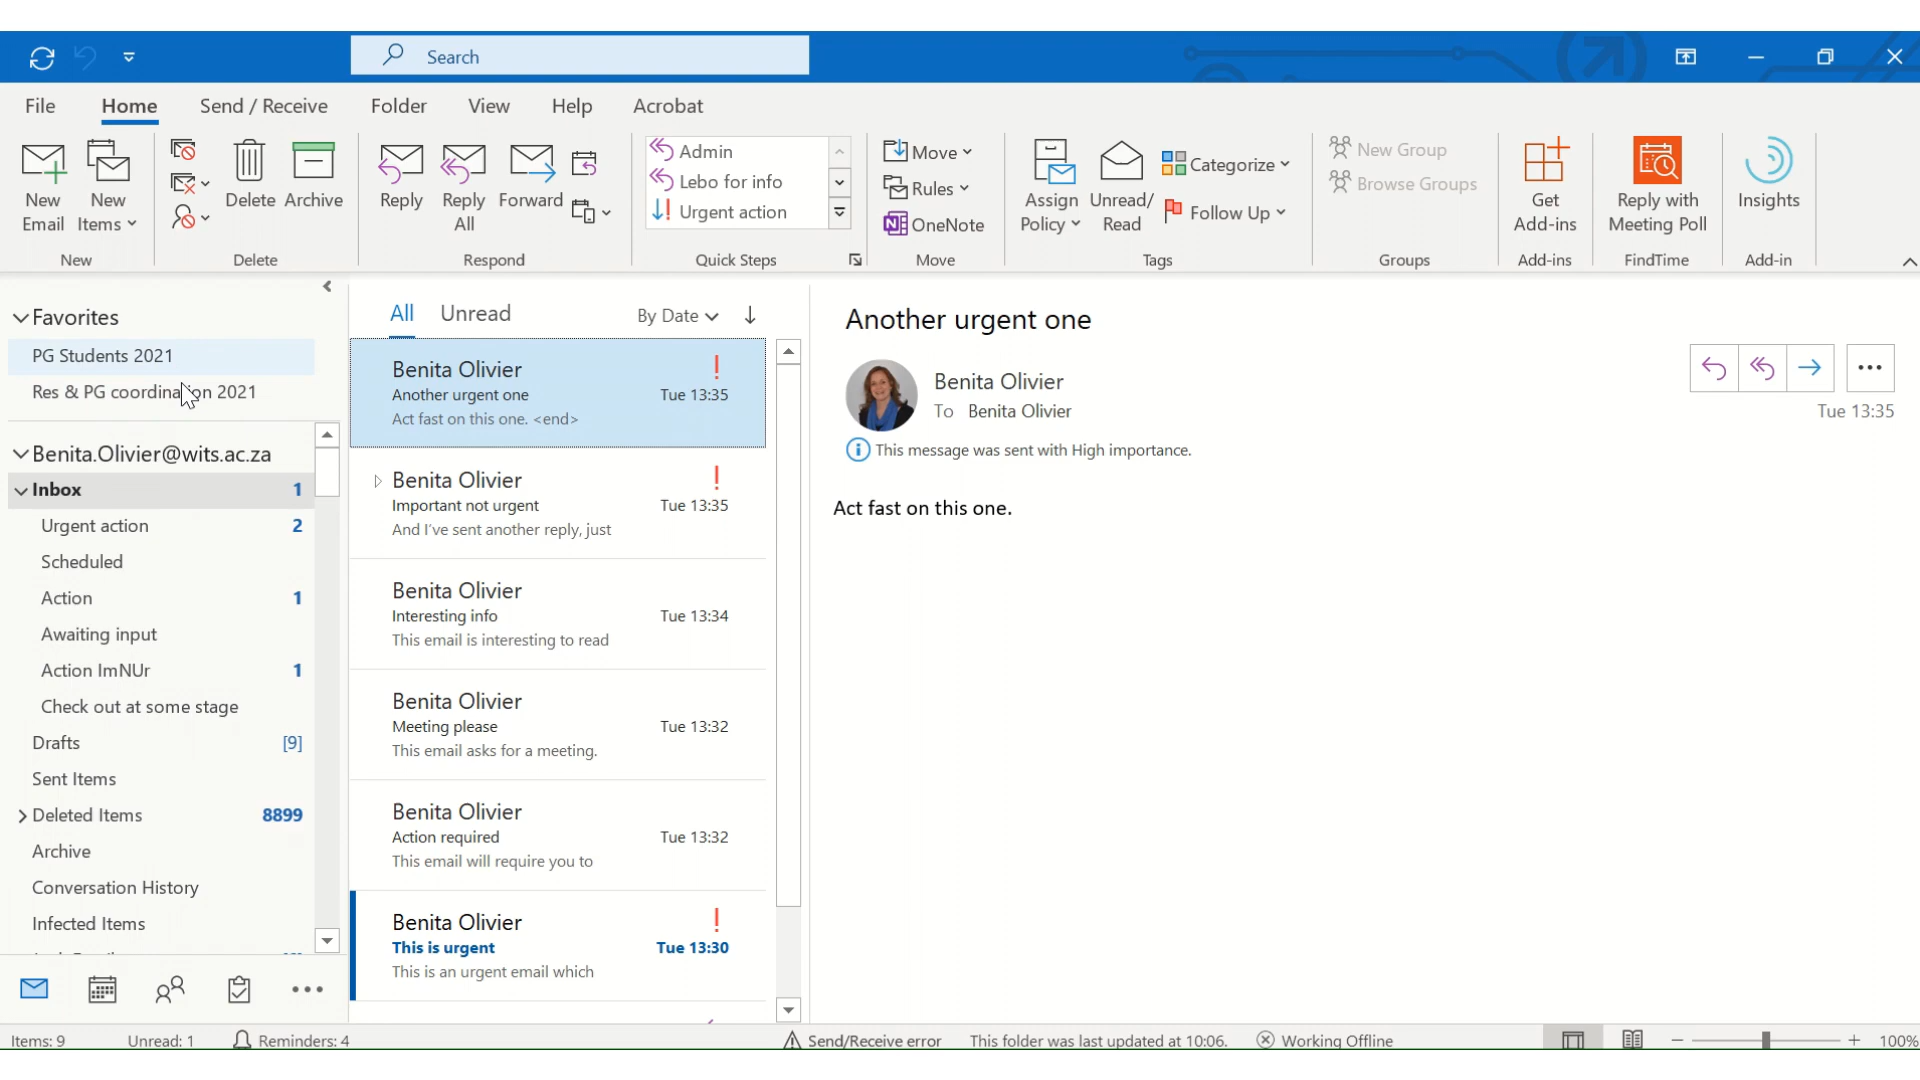 Search
File Home Send / Receive Folder View Help Acrobat
New Email
New Items
New
Delete
Archive
Delete
Reply
Reply All
Forward
Respond
Admin
Lebo for info
Urgent action
Quick Steps
Move
Rules
OneNote
Move
Assign Policy
Unread/ Read
Categorize
Follow Up
Tags
New Group
Browse Groups
Groups
Get Add-ins
Add-ins
Reply with Meeting Poll
FindTime
Insights
Add-in
Favorites
PG Students 2021
Res & PG coordination 2021
Benita.Olivier@wits.ac.za
Inbox 1
Urgent action 2
Scheduled
Action 1
Awaiting input
Action ImNUr 1
Check out at some stage
Drafts [9]
Sent Items
Deleted Items 8899
Archive
Conversation History
Infected Items
All Unread By Date
Benita Olivier
Another urgent one Tue 13:35
Act fast on this one. <end>
Benita Olivier
Important not urgent Tue 13:35
And I've sent another reply, just
Benita Olivier
Interesting info Tue 13:34
This email is interesting to read
Benita Olivier
Meeting please Tue 13:32
This email asks for a meeting.
Benita Olivier
Action required Tue 13:32
This email will require you to
Benita Olivier
This is urgent Tue 13:30
This is an urgent email which
Another urgent one
Benita Olivier
To Benita Olivier
Tue 13:35
This message was sent with High importance.
Act fast on this one.
Items: 9 Unread: 1 Reminders: 4 Send/Receive error This folder was last updated at 10:06. Working Offline 100%